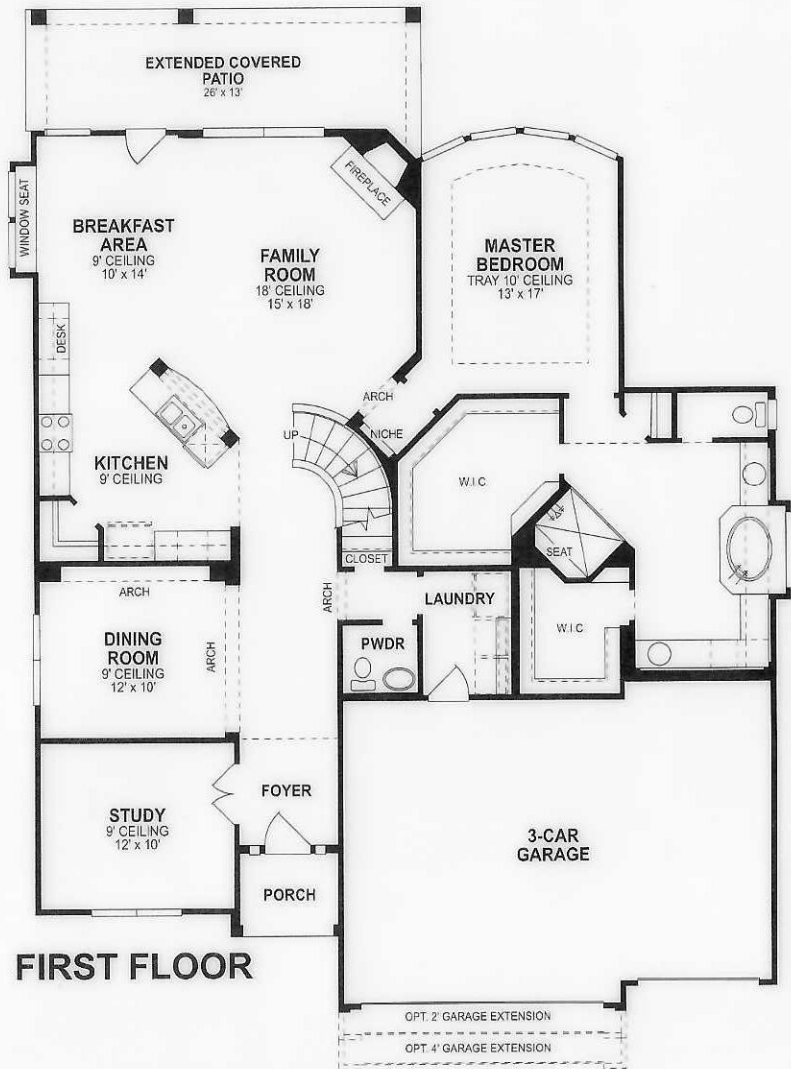 EXTENDED COVERED
PATIO
26' x 13'
FIREPLACE
WINDOW SEAT
BREAKFAST
AREA
9' CEILING
10' x 14'
FAMILY
ROOM
18' CEILING
15' x 18'
MASTER
BEDROOM
TRAY 10' CEILING
13' x 17'
DESK
ARCH
NICHE
UP
KITCHEN
9' CEILING
W.I.C.
SEAT
CLOSET
ARCH
ARCH
ARCH
LAUNDRY
DINING
ROOM
9' CEILING
12' x 10'
PWDR
W.I.C.
FOYER
STUDY
9' CEILING
12' x 10'
3-CAR
GARAGE
PORCH
FIRST FLOOR
OPT. 2' GARAGE EXTENSION
OPT. 4' GARAGE EXTENSION